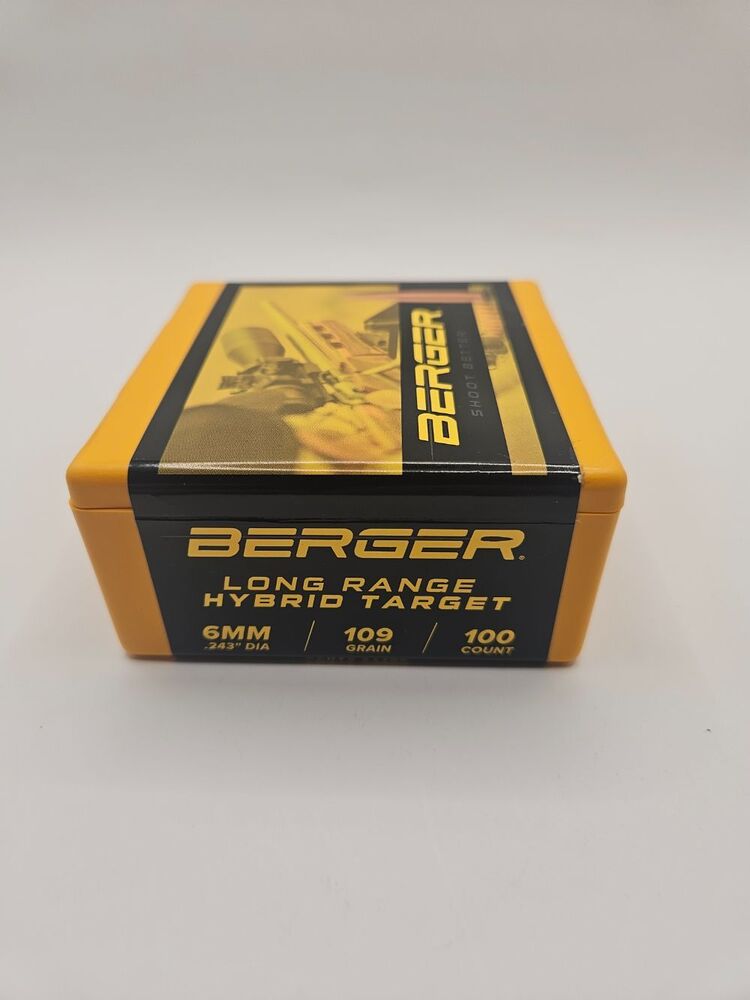 BERGER
SHOOT BETTER
BERGER®
LONG RANGE
HYBRID TARGET
6MM / 109 / 100
.243" DIA GRAIN COUNT